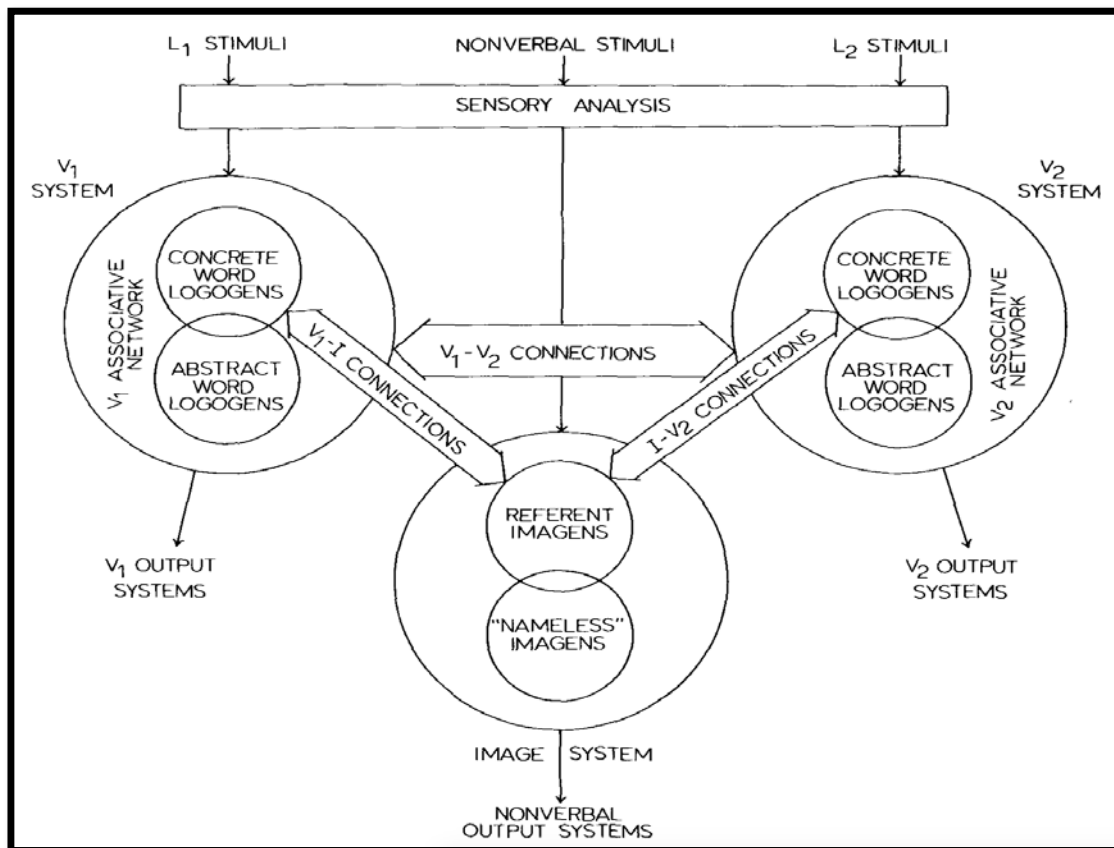 L₁ STIMULI
NONVERBAL STIMULI
L₂ STIMULI
SENSORY ANALYSIS
V₁
SYSTEM
V₂
SYSTEM
V₁ ASSOCIATIVE
NETWORK
CONCRETE
WORD
LOGOGENS
ABSTRACT
WORD
LOGOGENS
V₁-I CONNECTIONS
V₁-V₂ CONNECTIONS
I-V₂ CONNECTIONS
CONCRETE
WORD
LOGOGENS
ABSTRACT
WORD
LOGOGENS
V₂ ASSOCIATIVE
NETWORK
REFERENT
IMAGENS
"NAMELESS"
IMAGENS
V₁ OUTPUT
SYSTEMS
V₂ OUTPUT
SYSTEMS
IMAGE SYSTEM
NONVERBAL
OUTPUT SYSTEMS